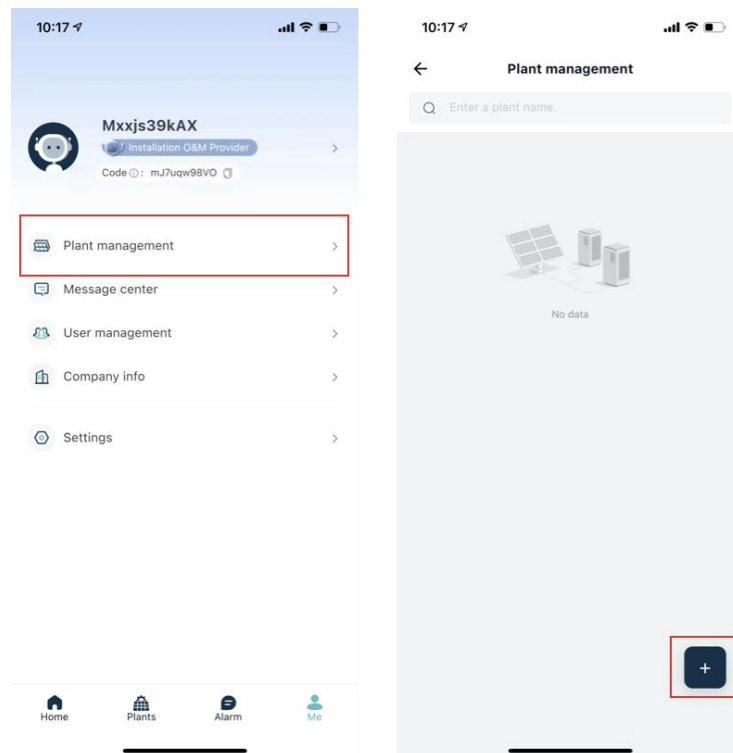 10:17
Mxxjs39kAX
Installation O&M Provider
Code ⓘ : mJ7uqw98VO
Plant management
Message center
User management
Company info
Settings
Home
Plants
Alarm
Me
10:17
Plant management
Enter a plant name.
No data
+